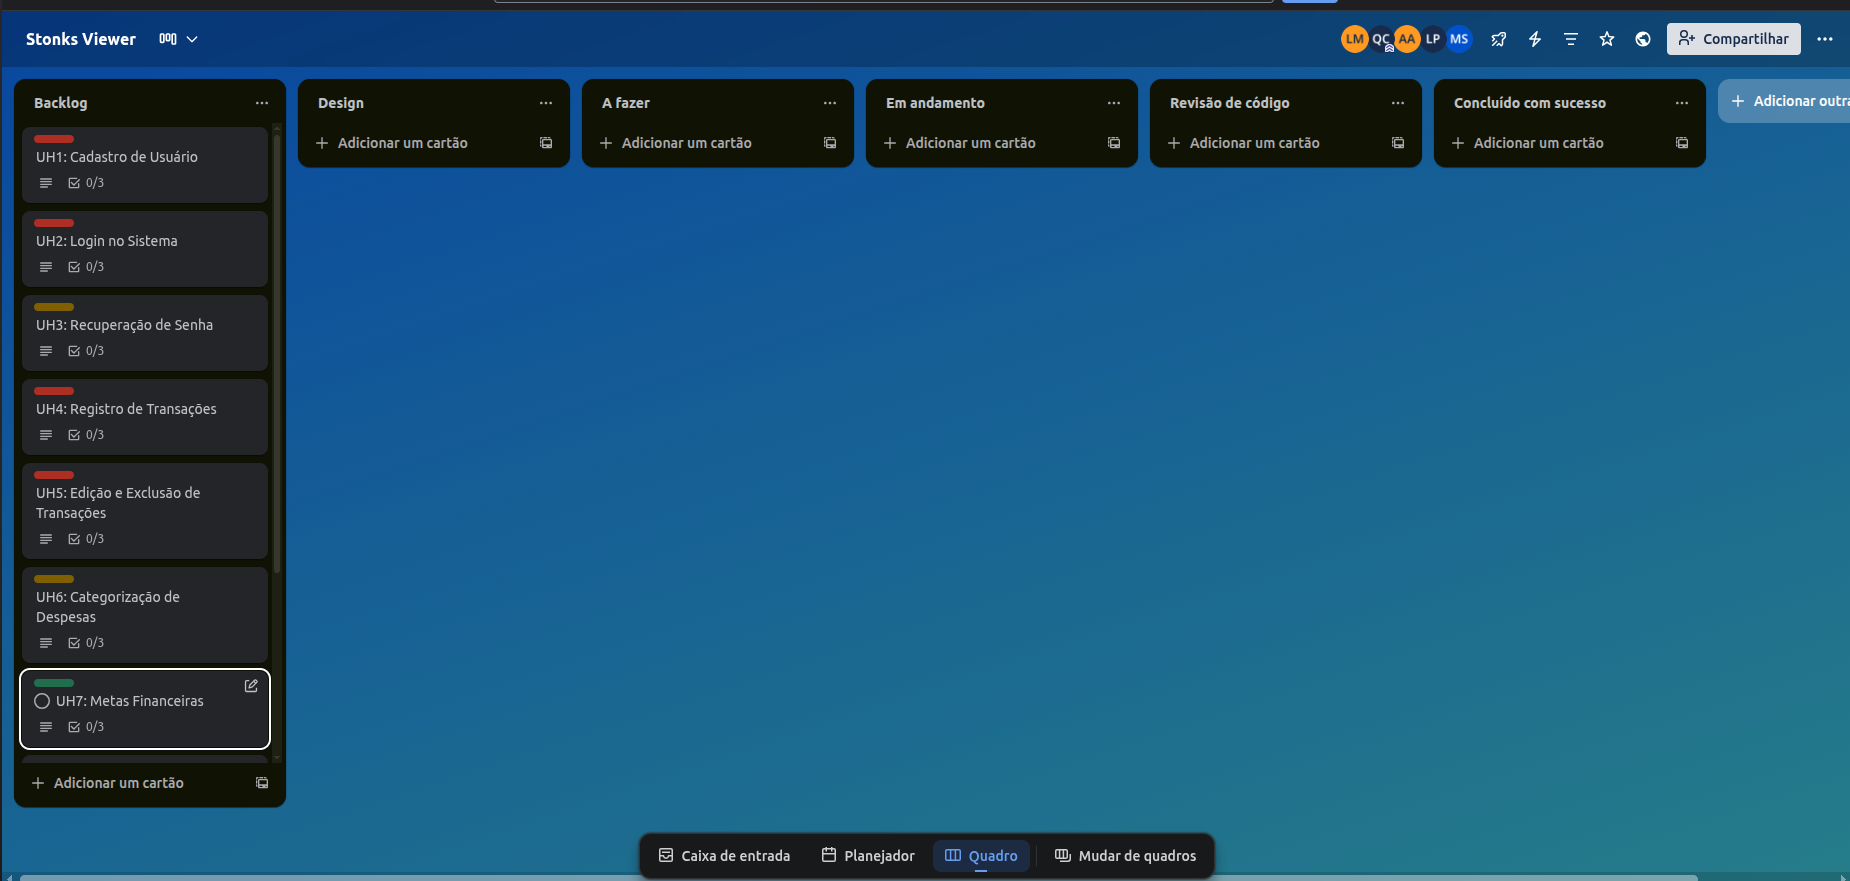 Stonks Viewer
LM QC AA LP MS
Compartilhar
Backlog
UH1: Cadastro de Usuário
0/3
UH2: Login no Sistema
0/3
UH3: Recuperação de Senha
0/3
UH4: Registro de Transações
0/3
UH5: Edição e Exclusão de
Transações
0/3
UH6: Categorização de
Despesas
0/3
UH7: Metas Financeiras
0/3
Adicionar um cartão
Design
Adicionar um cartão
A fazer
Adicionar um cartão
Em andamento
Adicionar um cartão
Revisão de código
Adicionar um cartão
Concluído com sucesso
Adicionar um cartão
Adicionar outra
Caixa de entrada
Planejador
Quadro
Mudar de quadros